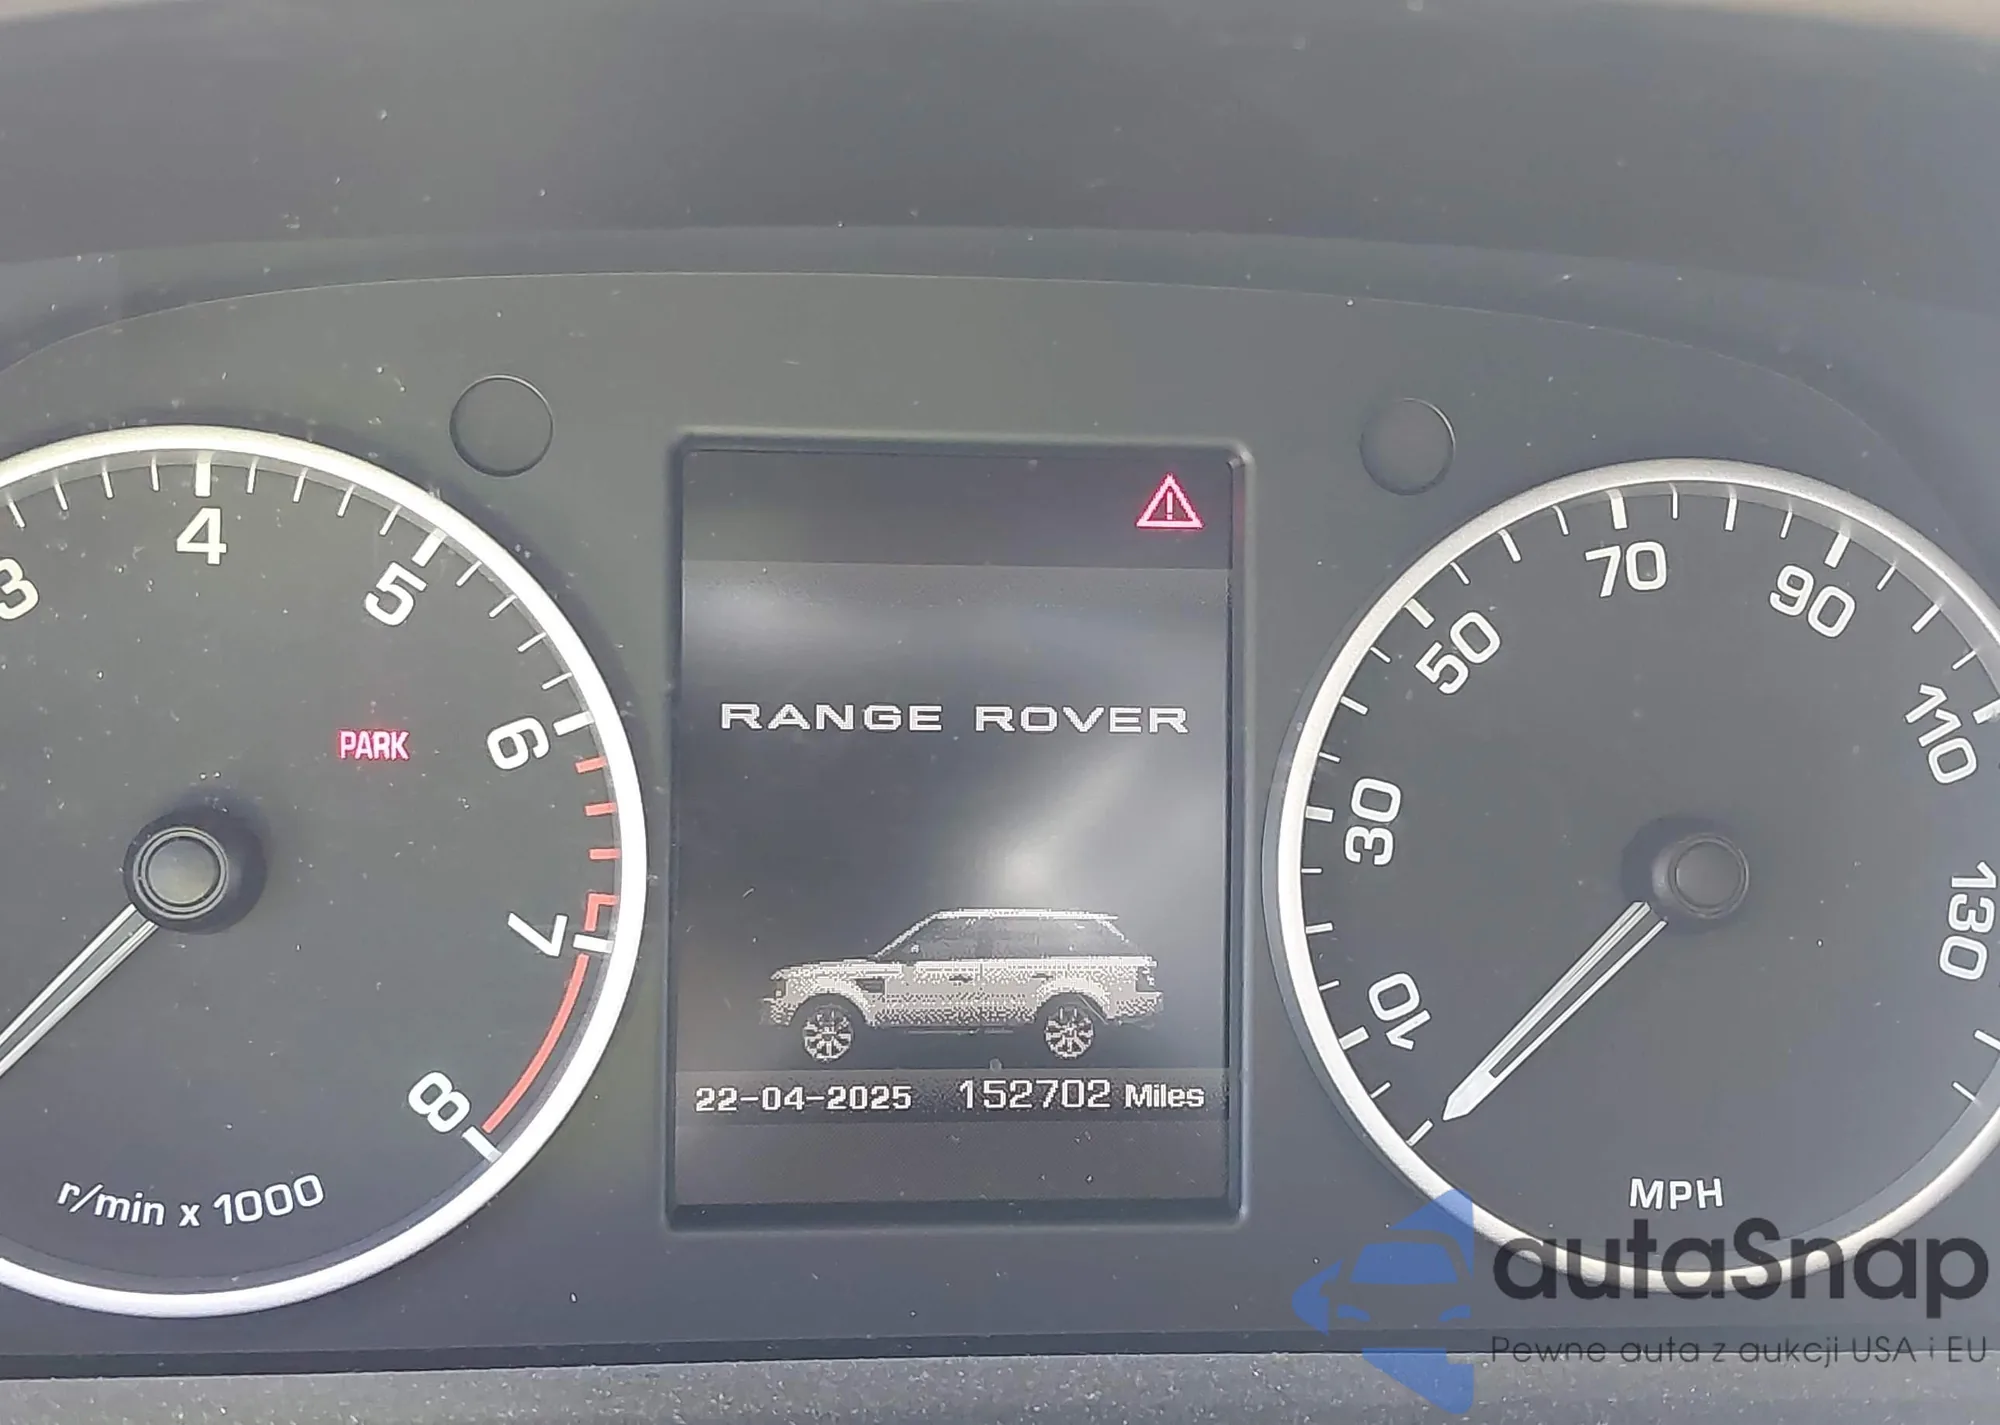 3
4
5
6
7
8
PARK
r/min x 1000
RANGE ROVER
22-04-2025 152702 Miles
10
30
50
70
90
110
130
MPH
autaSnap
Pewne auta z aukcji USA i EU